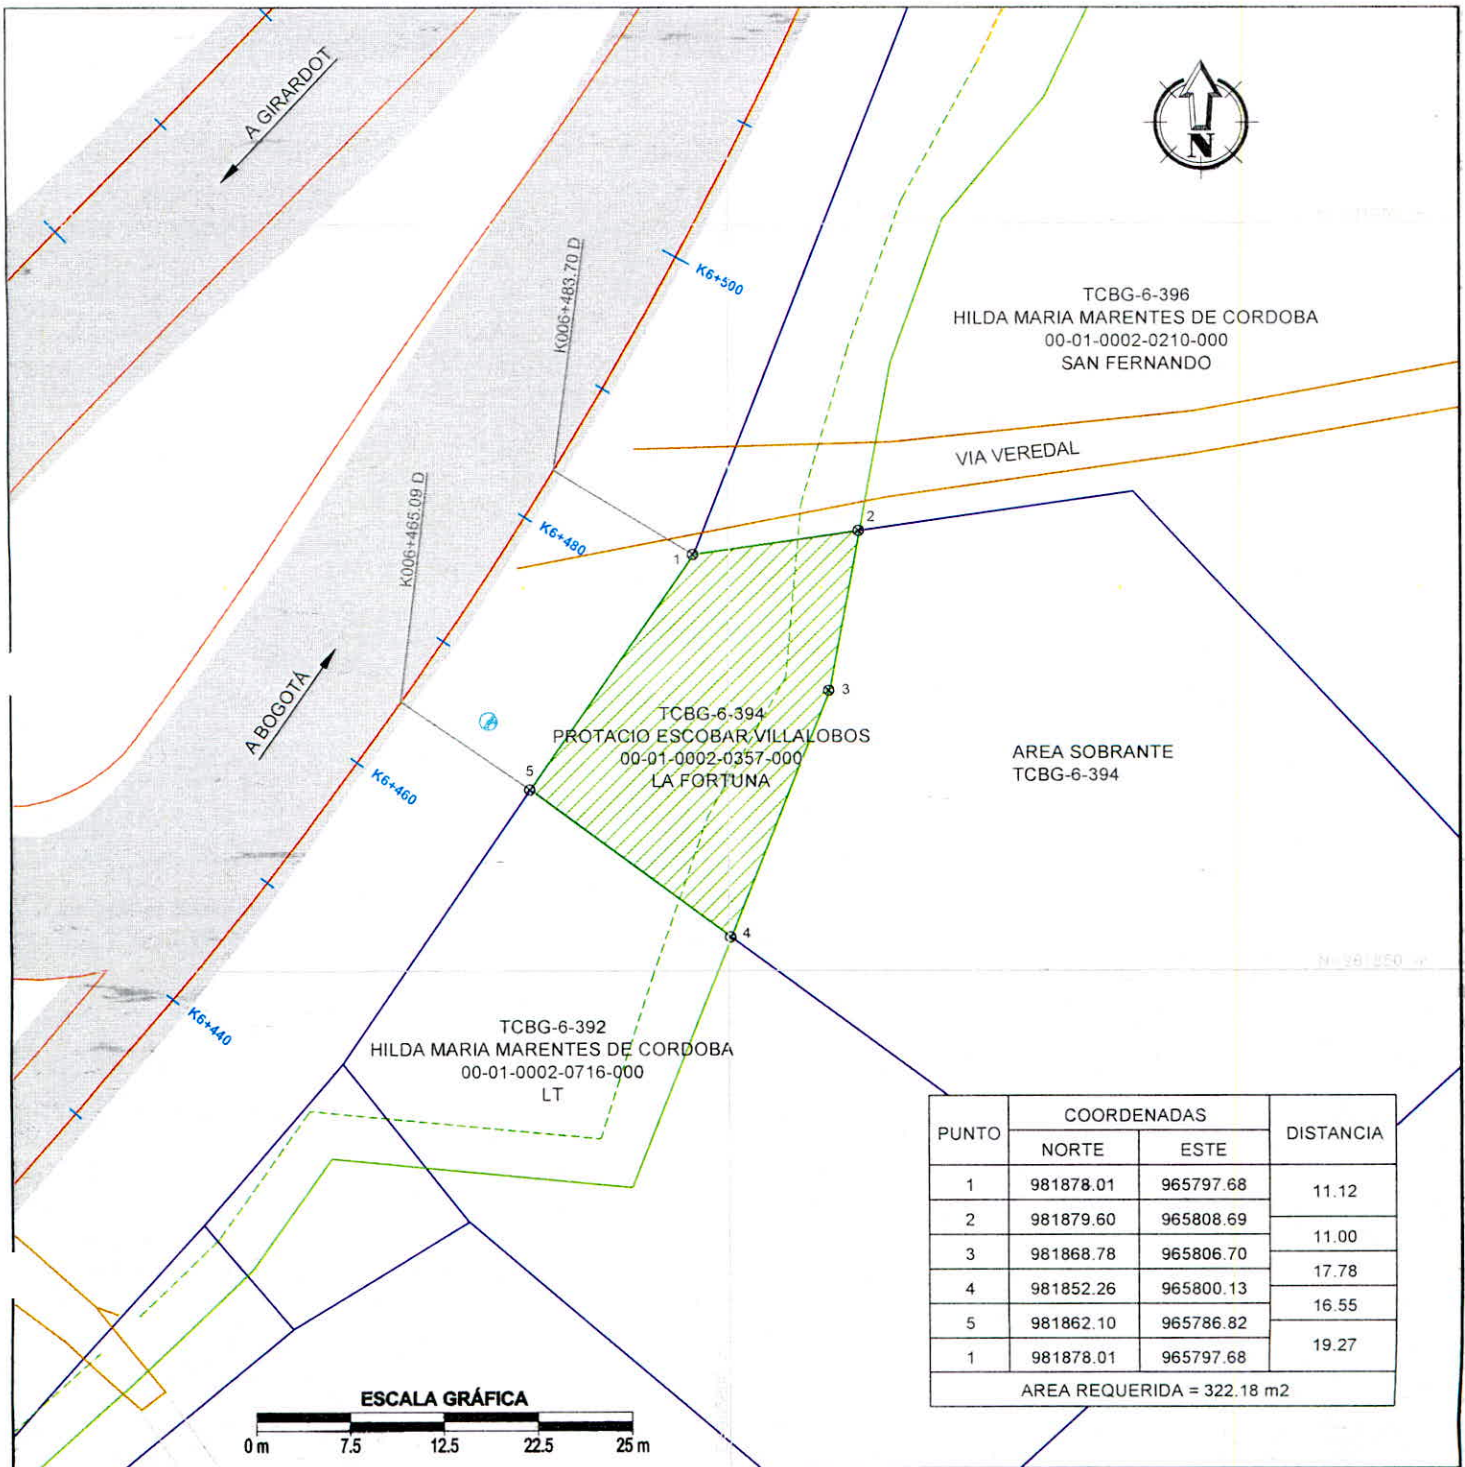 A GIRARDOT
N
K6+500
K006+483.70 D
TCBG-6-396
HILDA MARIA MARENTES DE CORDOBA
00-01-0002-0210-000
SAN FERNANDO
VIA VEREDAL
K006+465.09 D
K6+480
1
2
3
A BOGOTÁ
TCBG-6-394
PROTACIO ESCOBAR VILLALOBOS
00-01-0002-0357-000
LA FORTUNA
AREA SOBRANTE
TCBG-6-394
5
K6+460
4
K6+440
TCBG-6-392
HILDA MARIA MARENTES DE CORDOBA
00-01-0002-0716-000
LT
PUNTO COORDENADAS DISTANCIA
NORTE ESTE
1 981878.01 965797.68 11.12
2 981879.60 965808.69 11.00
3 981868.78 965806.70 17.78
4 981852.26 965800.13 16.55
5 981862.10 965786.82 19.27
1 981878.01 965797.68
AREA REQUERIDA = 322.18 m2
ESCALA GRÁFICA
0 m 7.5 12.5 22.5 25 m